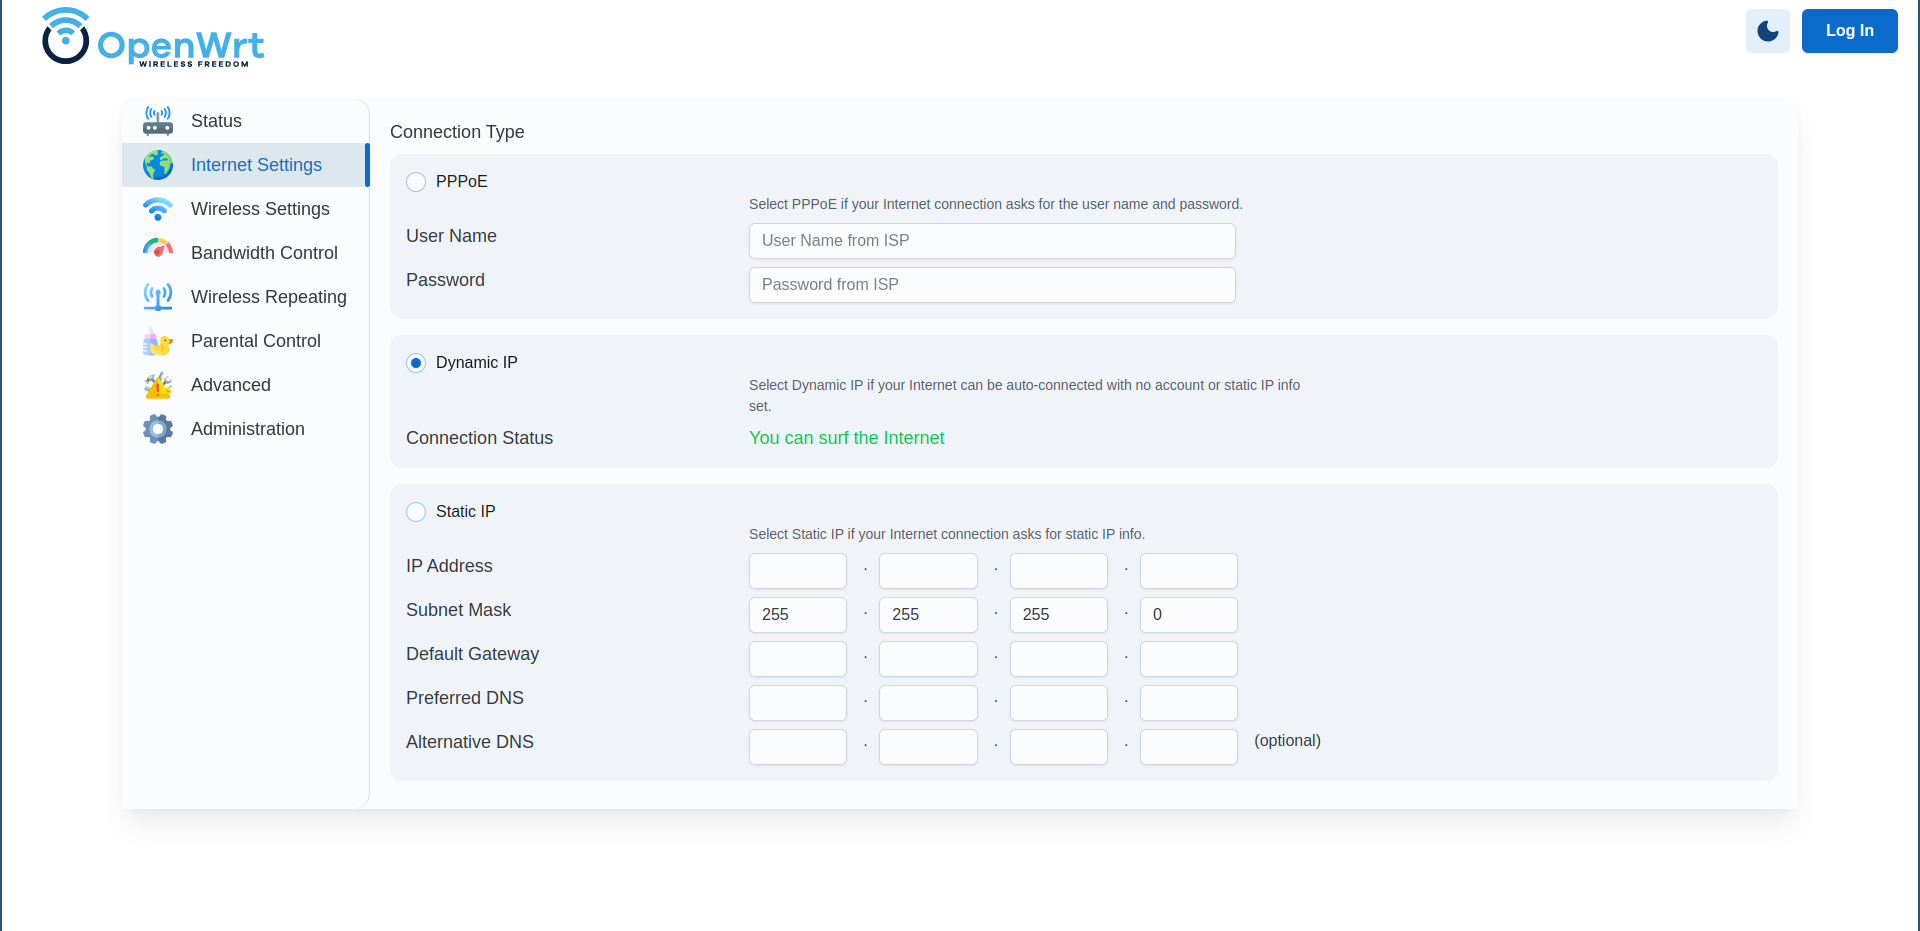 OpenWrt
WIRELESS FREEDOM
Log In
Status
Internet Settings
Wireless Settings
Bandwidth Control
Wireless Repeating
Parental Control
Advanced
Administration
Connection Type
PPPoE
Select PPPoE if your Internet connection asks for the user name and password.
User Name
User Name from ISP
Password
Password from ISP
Dynamic IP
Select Dynamic IP if your Internet can be auto-connected with no account or static IP info
set.
Connection Status
You can surf the Internet
Static IP
Select Static IP if your Internet connection asks for static IP info.
IP Address . . .
Subnet Mask 255 . 255 . 255 . 0
Default Gateway . . .
Preferred DNS . . .
Alternative DNS . . . (optional)